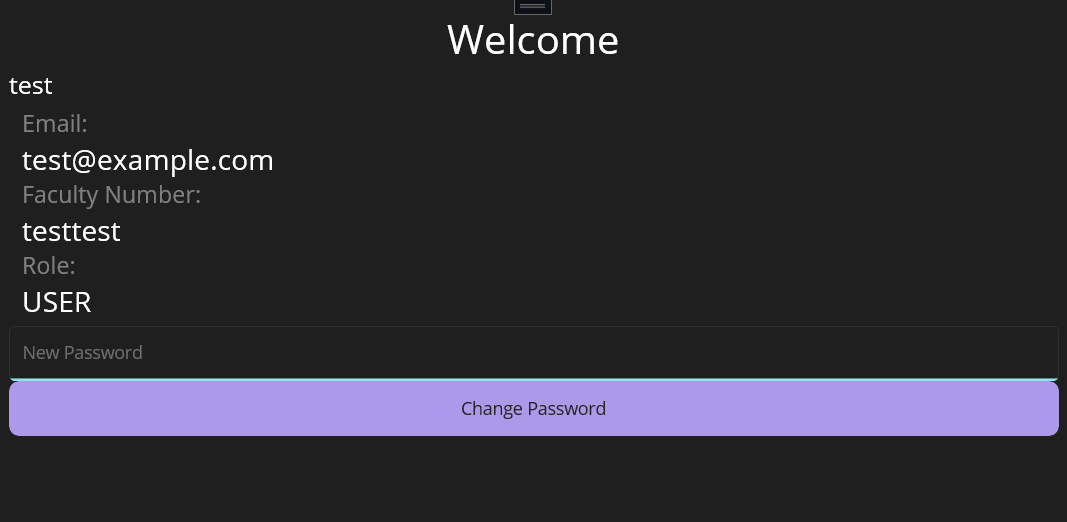 Welcome
test
Email:
test@example.com
Faculty Number:
testtest
Role:
USER
New Password
Change Password